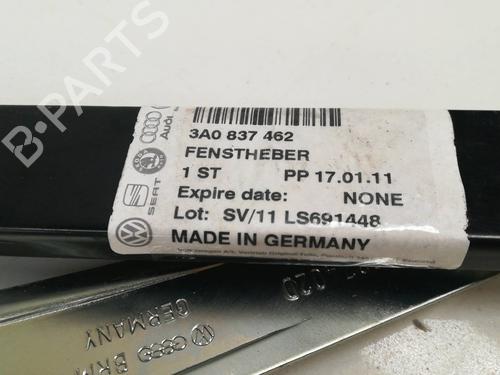 Audi
SEAT
3A0 837 462
FENSTHEBER
1 ST PP 17.01.11
Expire date: NONE
Lot: SV/11 LS691448
MADE IN GERMANY
GERMANY